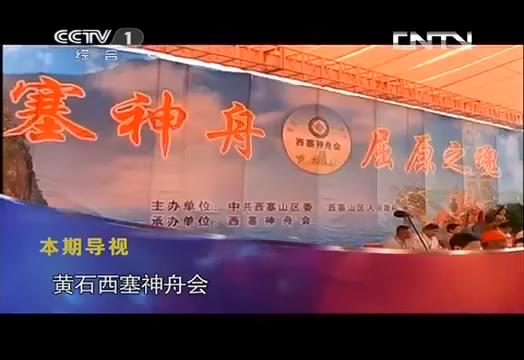 CCTV 1
综合
CNTV
塞神舟
西塞神舟会
屈原之魂
主办单位：中共西塞山区委 西塞山区人民政
承办单位：西塞神舟会
本期导视
黄石西塞神舟会